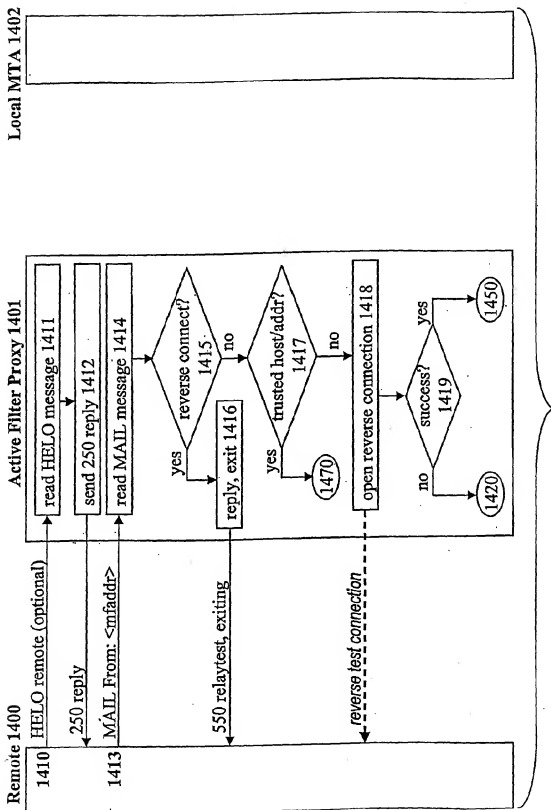 Remote 1400
Active Filter Proxy 1401
Local MTA 1402
1410
HELO remote (optional)
read HELO message 1411
250 reply
send 250 reply 1412
1413
MAIL From: <mfaddr>
read MAIL message 1414
reverse connect?
1415
yes
no
reply, exit 1416
550 relaytest, exiting
trusted host/addr?
1417
yes
no
1470
open reverse connection 1418
reverse test connection
success?
1419
no
yes
1420
1450